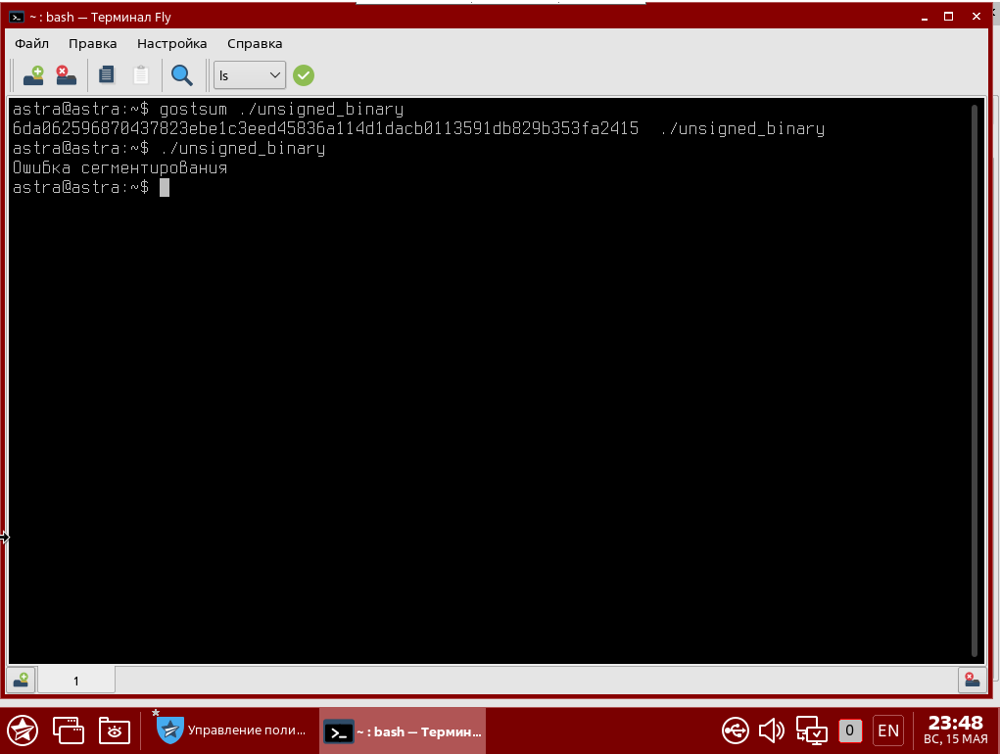 ~ : bash — Терминал Fly
Файл Правка Настройка Справка
ls
astra@astra:~$ gostsum ./unsigned_binary
6da062596870437823ebe1c3eed45836a114d1dacb0113591db829b353fa2415 ./unsigned_binary
astra@astra:~$ ./unsigned_binary
Ошибка сегментирования
astra@astra:~$
1
Управление поли...
~ : bash — Термин...
0
EN
23:48
ВС, 15 МАЯ